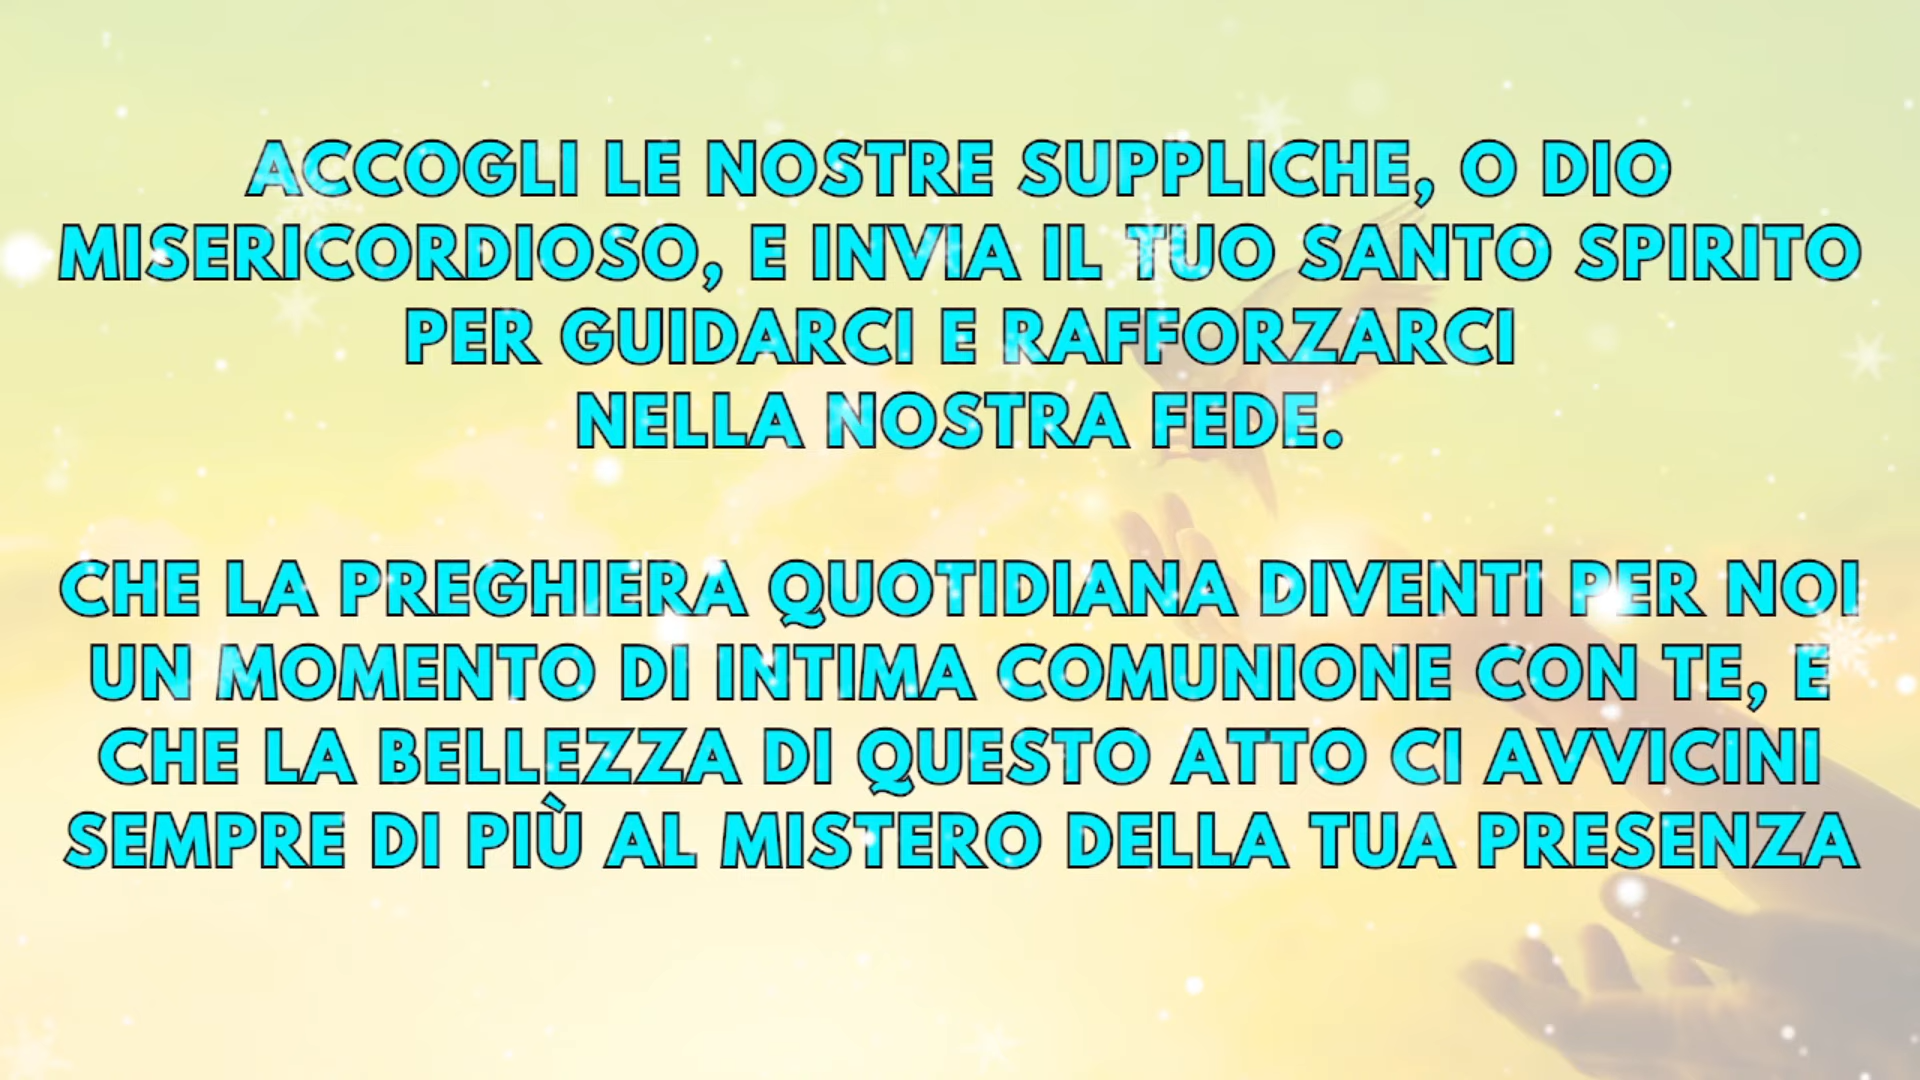 ACCOGLI LE NOSTRE SUPPLICHE, O DIO
MISERICORDIOSO, E INVIA IL TUO SANTO SPIRITO
PER GUIDARCI E RAFFORZARCI
NELLA NOSTRA FEDE.
CHE LA PREGHIERA QUOTIDIANA DIVENTI PER NOI
UN MOMENTO DI INTIMA COMUNIONE CON TE, E
CHE LA BELLEZZA DI QUESTO ATTO CI AVVICINI
SEMPRE DI PIÙ AL MISTERO DELLA TUA PRESENZA